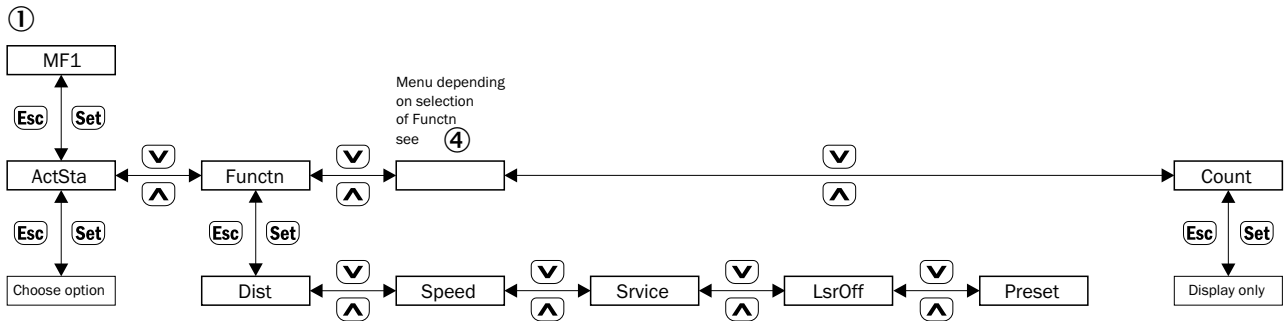 ①
MF1
Menu depending
on selection
of Functn
see ④
Esc Set
ActSta
Functn
Count
Esc Set
Esc Set
Esc Set
Choose option
Dist
Speed
Srvice
LsrOff
Preset
Display only